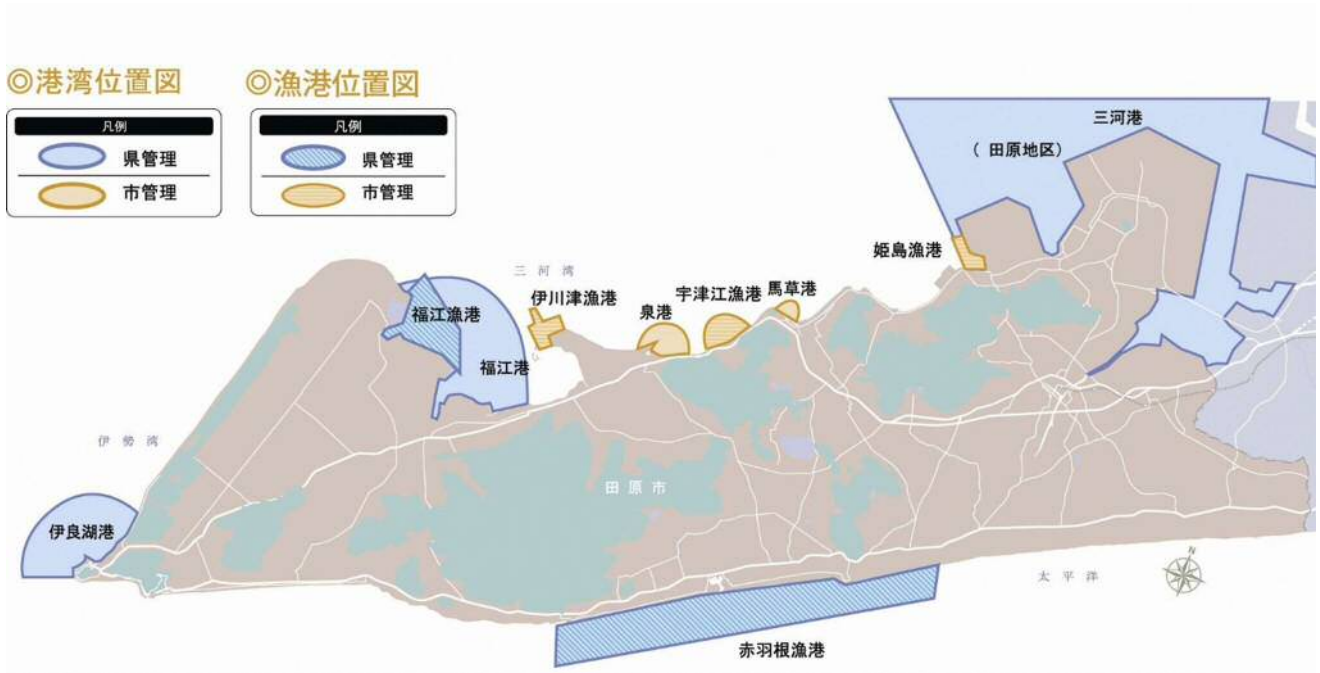 ◎港湾位置図
凡例
県管理
市管理
◎漁港位置図
凡例
県管理
市管理
三河港
( 田原地区)
姫島漁港
三河湾
伊川津漁港
泉港
宇津江漁港
馬草港
福江漁港
福江港
伊勢湾
田原市
伊良湖港
N
太平洋
赤羽根漁港